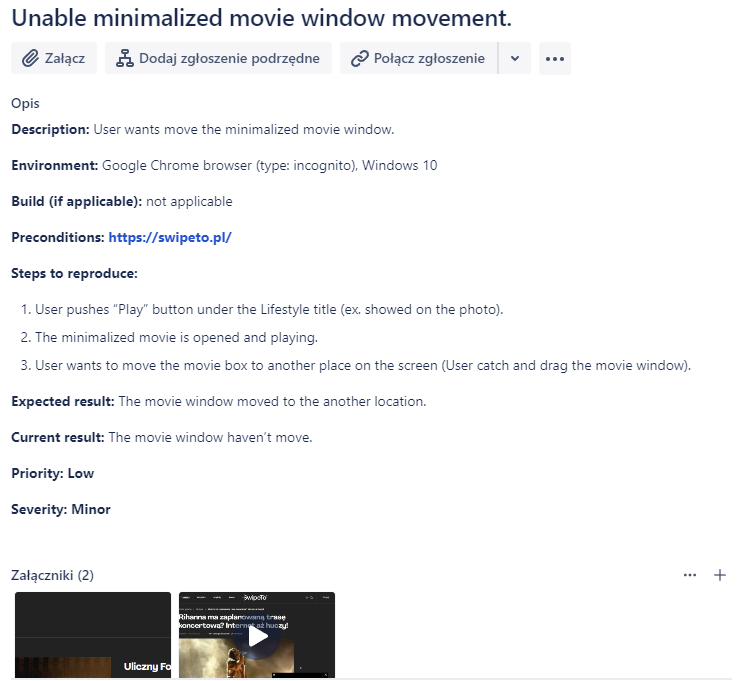 Unable minimalized movie window movement.
Załącz
Dodaj zgłoszenie podrzędne
Połącz zgłoszenie
Opis
Description: User wants move the minimalized movie window.
Environment: Google Chrome browser (type: incognito), Windows 10
Build (if applicable): not applicable
Preconditions: https://swipeto.pl/
Steps to reproduce:
1. User pushes “Play” button under the Lifestyle title (ex. showed on the photo).
2. The minimalized movie is opened and playing.
3. User wants to move the movie box to another place on the screen (User catch and drag the movie window).
Expected result: The movie window moved to the another location.
Current result: The movie window haven’t move.
Priority: Low
Severity: Minor
Załączniki (2)
Uliczny Fo
SwipeTo
Rihanna ma zaplanowaną trasę
koncertową? Internet aż huczy!